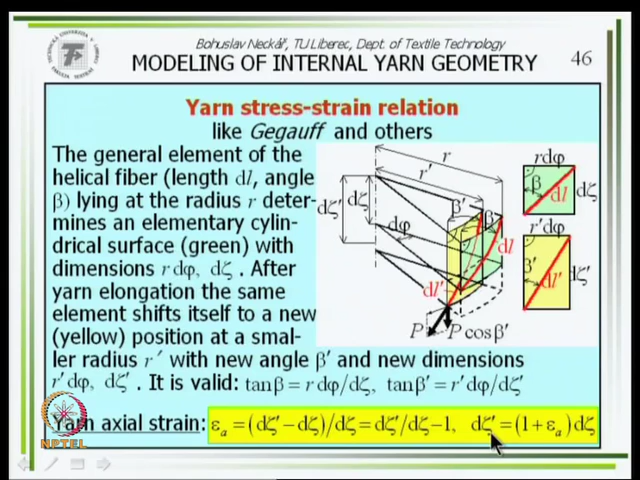 Bohuslav Neckář, TU Liberec, Dept. of Textile Technology
MODELING OF INTERNAL YARN GEOMETRY 46
Yarn stress-strain relation
like Gegauff and others
The general element of the
helical fiber (length dl, angle
β) lying at the radius r deter-
mines an elementary cylin-
drical surface (green) with
dimensions r dφ, dζ . After
yarn elongation the same
element shifts itself to a new
(yellow) position at a smal-
ler radius r′ with new angle β′ and new dimensions
r′dφ, dζ′ . It is valid: tanβ = r dφ/dζ, tanβ′ = r′dφ/dζ′
Yarn axial strain: εa = (dζ′ − dζ)/dζ = dζ′/dζ − 1, dζ′ = (1 + εa) dζ
r
r′
dζ′
dζ
dφ
β′
β
dl
dl′
P
P cosβ′
rdφ
β
dl
dζ
r′dφ
β′
dl′
dζ′
NPTEL